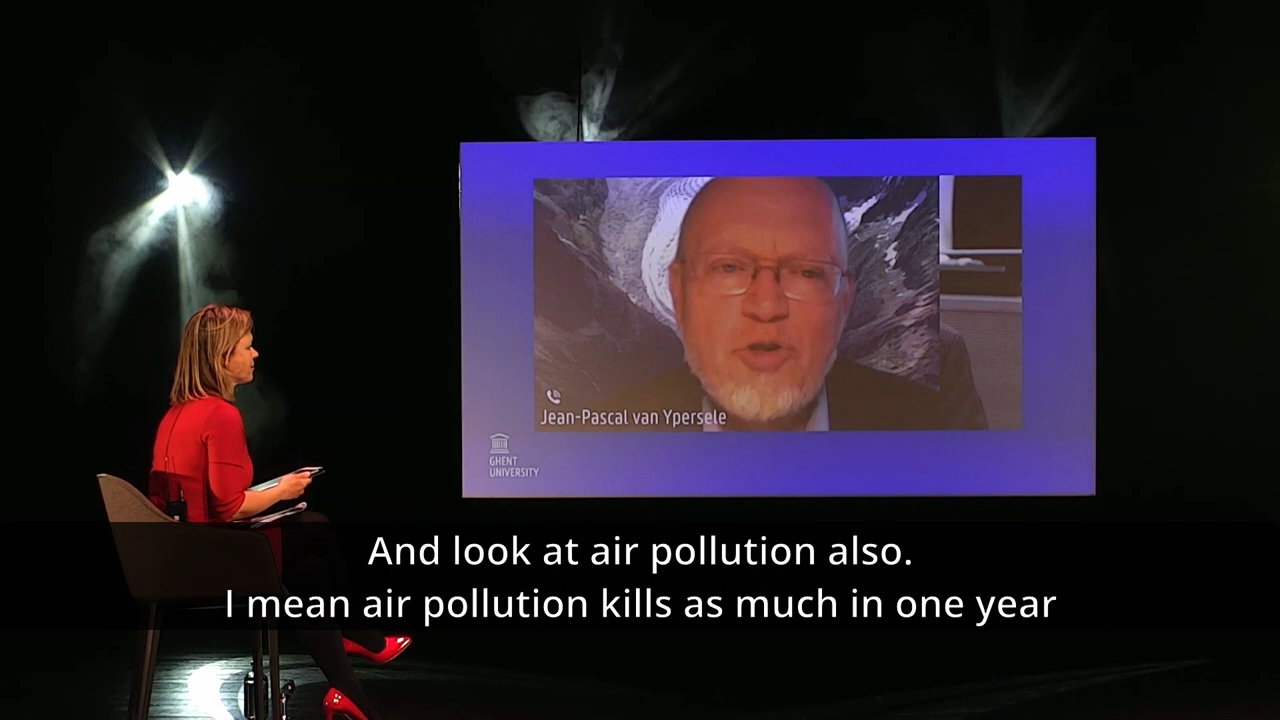 Jean-Pascal van Ypersele
GHENT
UNIVERSITY
And look at air pollution also.
I mean air pollution kills as much in one year